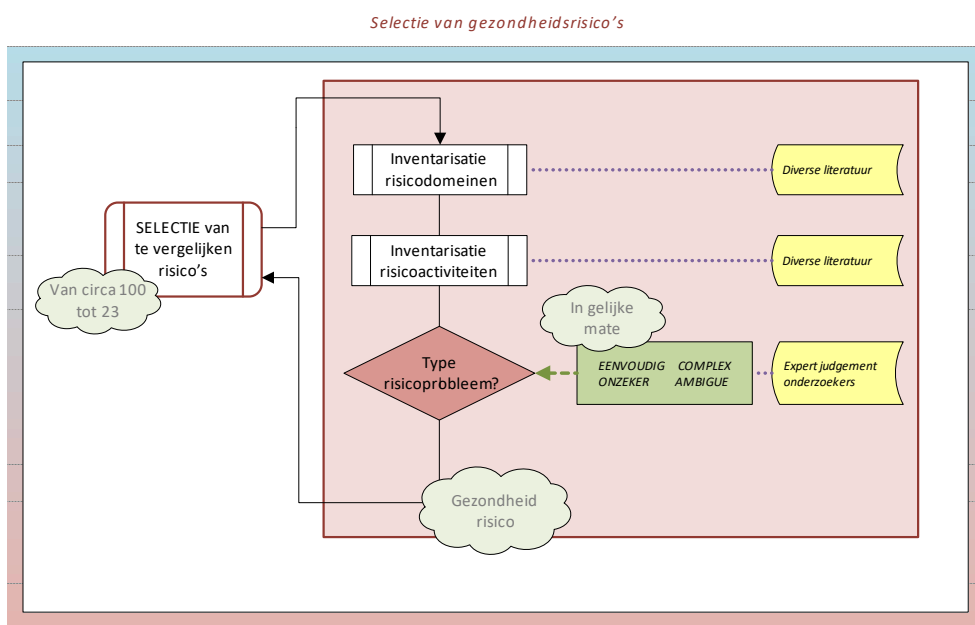 Selectie van gezondheidsrisico's
Inventarisatie
risicodomeinen
Diverse literatuur
SELECTIE van
te vergelijken
risico's
Van circa 100
tot 23
Inventarisatie
risicoactiviteiten
Diverse literatuur
In gelijke
mate
Type
risicoprobleem?
EENVOUDIG COMPLEX
ONZEKER AMBIGUE
Expert judgement
onderzoekers
Gezondheid
risico